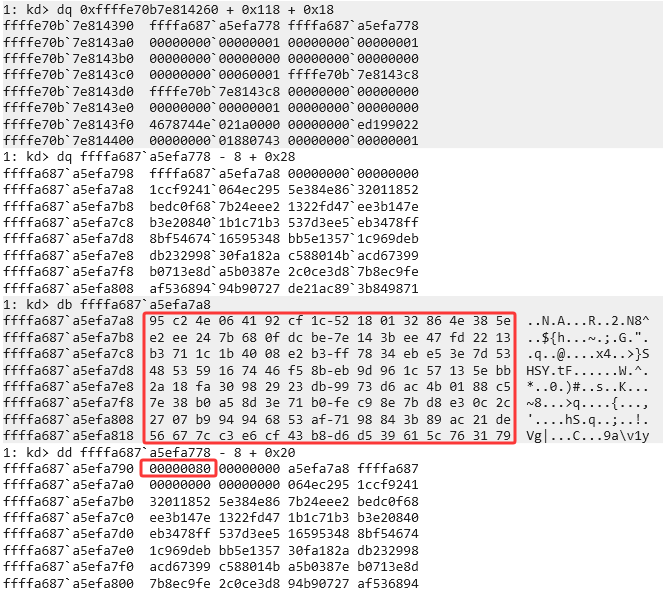 1: kd> dq 0xffffe70b`7e814260 + 0x118 + 0x18
ffffe70b`7e814390  ffffa687`a5efa778 ffffa687`a5efa778
ffffe70b`7e8143a0  00000000`00000001 00000000`00000001
ffffe70b`7e8143b0  00000000`00000000 00000000`00000000
ffffe70b`7e8143c0  00000000`00060001 ffffe70b`7e8143c8
ffffe70b`7e8143d0  ffffe70b`7e8143c8 00000000`00000000
ffffe70b`7e8143e0  00000000`00000001 00000000`00000000
ffffe70b`7e8143f0  4678744e`021a0000 00000000`ed199022
ffffe70b`7e814400  00000000`01880743 00000000`00000001
1: kd> dq ffffa687`a5efa778 - 8 + 0x28
ffffa687`a5efa798  ffffa687`a5efa7a8 00000000`00000000
ffffa687`a5efa7a8  1ccf9241`064ec295 5e384e86`32011852
ffffa687`a5efa7b8  bedc0f68`7b24eee2 1322fd47`ee3b147e
ffffa687`a5efa7c8  b3e20840`1b1c71b3 537d3ee5`eb3478ff
ffffa687`a5efa7d8  8bf54674`16595348 bb5e1357`1c969deb
ffffa687`a5efa7e8  db232998`30fa182a c588014b`acd67399
ffffa687`a5efa7f8  b0713e8d`a5b0387e 2c0ce3d8`7b8ec9fe
ffffa687`a5efa808  af536894`94b90727 de21ac89`3b849871
1: kd> db ffffa687`a5efa7a8
ffffa687`a5efa7a8  95 c2 4e 06 41 92 cf 1c-52 18 01 32 86 4e 38 5e  ..N.A...R..2.N8^
ffffa687`a5efa7b8  e2 ee 24 7b 68 0f dc be-7e 14 3b ee 47 fd 22 13  ..${h...~.;.G.".
ffffa687`a5efa7c8  b3 71 1c 1b 40 08 e2 b3-ff 78 34 eb e5 3e 7d 53  .q..@....x4..>}S
ffffa687`a5efa7d8  48 53 59 16 74 46 f5 8b-eb 9d 96 1c 57 13 5e bb  HSY.tF......W.^.
ffffa687`a5efa7e8  2a 18 fa 30 98 29 23 db-99 73 d6 ac 4b 01 88 c5  *..0.)#..s..K...
ffffa687`a5efa7f8  7e 38 b0 a5 8d 3e 71 b0-fe c9 8e 7b d8 e3 0c 2c  ~8...>q....{...,
ffffa687`a5efa808  27 07 b9 94 94 68 53 af-71 98 84 3b 89 ac 21 de  '....hS.q..;..!.
ffffa687`a5efa818  56 67 7c c3 e6 cf 43 b8-d6 d5 39 61 5c 76 31 79  Vg|...C...9a\v1y
1: kd> dd ffffa687`a5efa778 - 8 + 0x20
ffffa687`a5efa790  00000080 00000000 a5efa7a8 ffffa687
ffffa687`a5efa7a0  00000000 00000000 064ec295 1ccf9241
ffffa687`a5efa7b0  32011852 5e384e86 7b24eee2 bedc0f68
ffffa687`a5efa7c0  ee3b147e 1322fd47 1b1c71b3 b3e20840
ffffa687`a5efa7d0  eb3478ff 537d3ee5 16595348 8bf54674
ffffa687`a5efa7e0  1c969deb bb5e1357 30fa182a db232998
ffffa687`a5efa7f0  acd67399 c588014b a5b0387e b0713e8d
ffffa687`a5efa800  7b8ec9fe 2c0ce3d8 94b90727 af536894